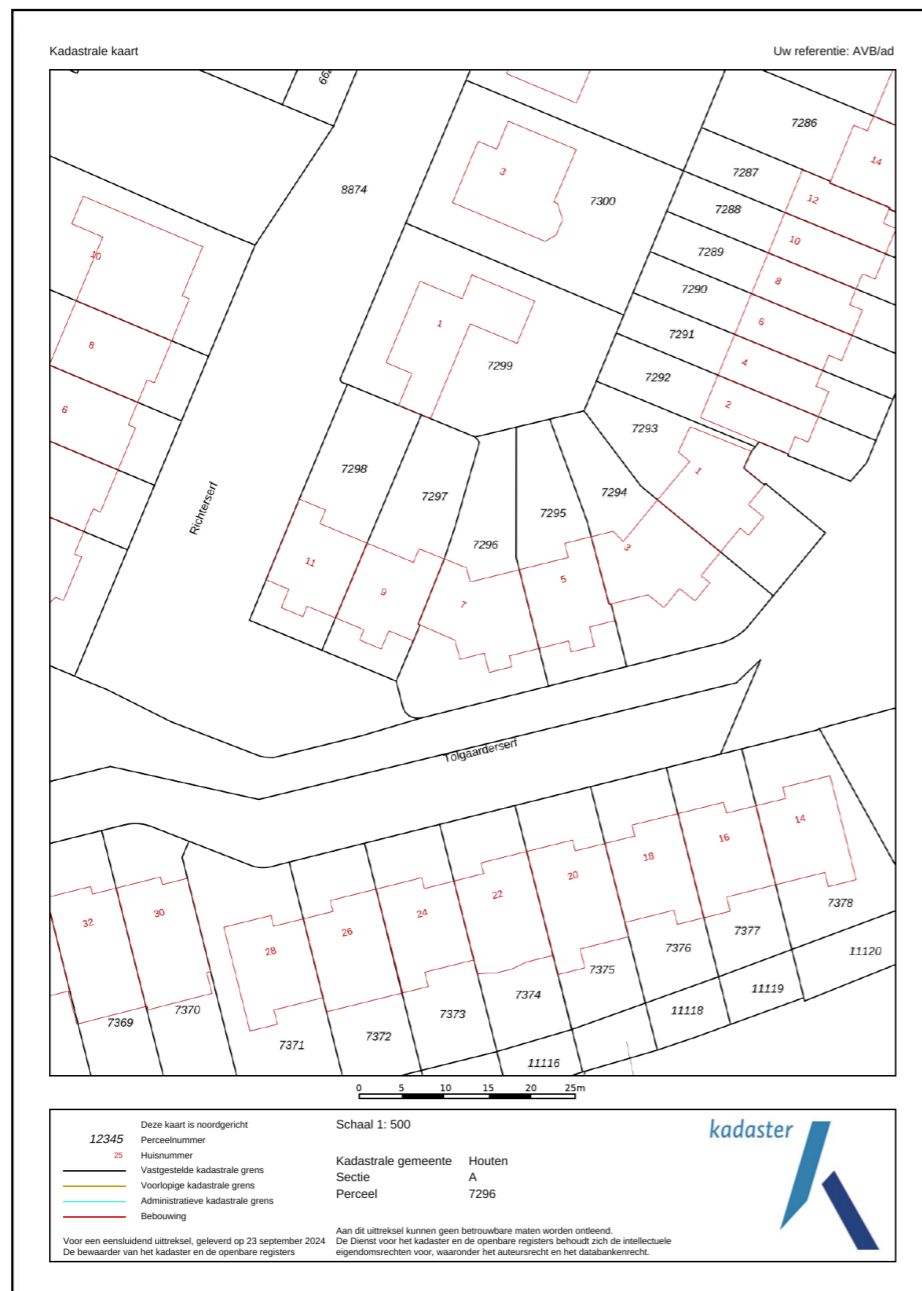 Kadastrale kaart
Uw referentie: AVB/ad
7286
14
7287
12
3
7300
7288
8874
10
7289
10
8
7290
6
1
7291
8
7299
4
7292
6
2
7293
7298
1
7297
7294
Richterserf
7295
7296
3
11
5
9
7
Tolgaarderserf
14
16
18
20
22
7378
24
30
26
32
7377
28
7376
11120
7375
11119
7374
7370
11118
7373
7369
7372
7371
11116
0 5 10 15 20 25m
Deze kaart is noordgericht
12345 Perceelnummer
25 Huisnummer
Vastgestelde kadastrale grens
Voorlopige kadastrale grens
Administratieve kadastrale grens
Bebouwing
Voor een eensluidend uittreksel, geleverd op 23 september 2024
De bewaarder van het kadaster en de openbare registers
Schaal 1: 500
Kadastrale gemeente Houten
Sectie A
Perceel 7296
Aan dit uittreksel kunnen geen betrouwbare maten worden ontleend.
De Dienst voor het kadaster en de openbare registers behoudt zich de intellectuele
eigendomsrechten voor, waaronder het auteursrecht en het databankenrecht.
kadaster